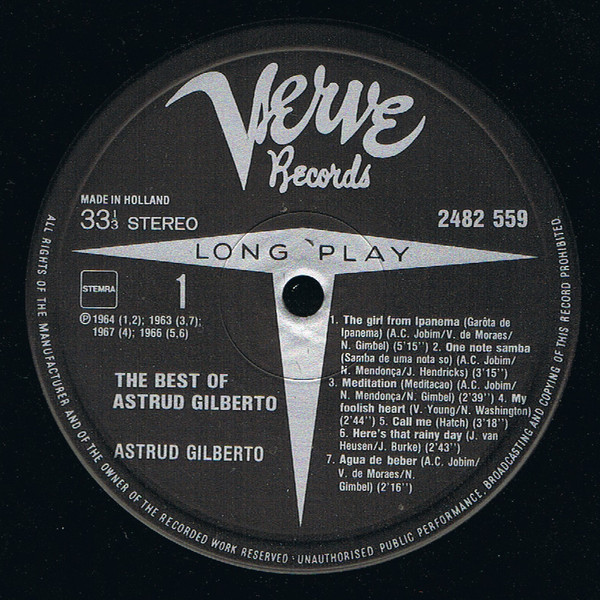 Verve
Records
MADE IN HOLLAND
33⅓ STEREO
2482 559
LONG PLAY
STEMRA
1
℗ 1964 (1,2); 1963 (3,7);
1967 (4); 1966 (5,6)
THE BEST OF
ASTRUD GILBERTO
ASTRUD GILBERTO
1. The girl from Ipanema (Garôta de
Ipanema) (A.C. Jobim/V. de Moraes/
N. Gimbel) (5'15'') 2. One note samba
(Samba de uma nota so) (A.C. Jobim/
N. Mendonça/J. Hendricks) (3'15'')
3. Meditation (Meditacao) (A.C. Jobim/
N. Mendonça/N. Gimbel) (2'39'') 4. My
foolish heart (V. Young/N. Washington)
(2'44'') 5. Call me (Hatch) (3'18'')
6. Here's that rainy day (J. van
Heusen/J. Burke) (2'43'')
7. Agua de beber (A.C. Jobim/
V. de Moraes/N.
Gimbel) (2'16'')
ALL RIGHTS OF THE MANUFACTURER AND OF THE OWNER OF THE RECORDED WORK RESERVED · UNAUTHORISED PUBLIC PERFORMANCE, BROADCASTING AND COPYING OF THIS RECORD PROHIBITED.